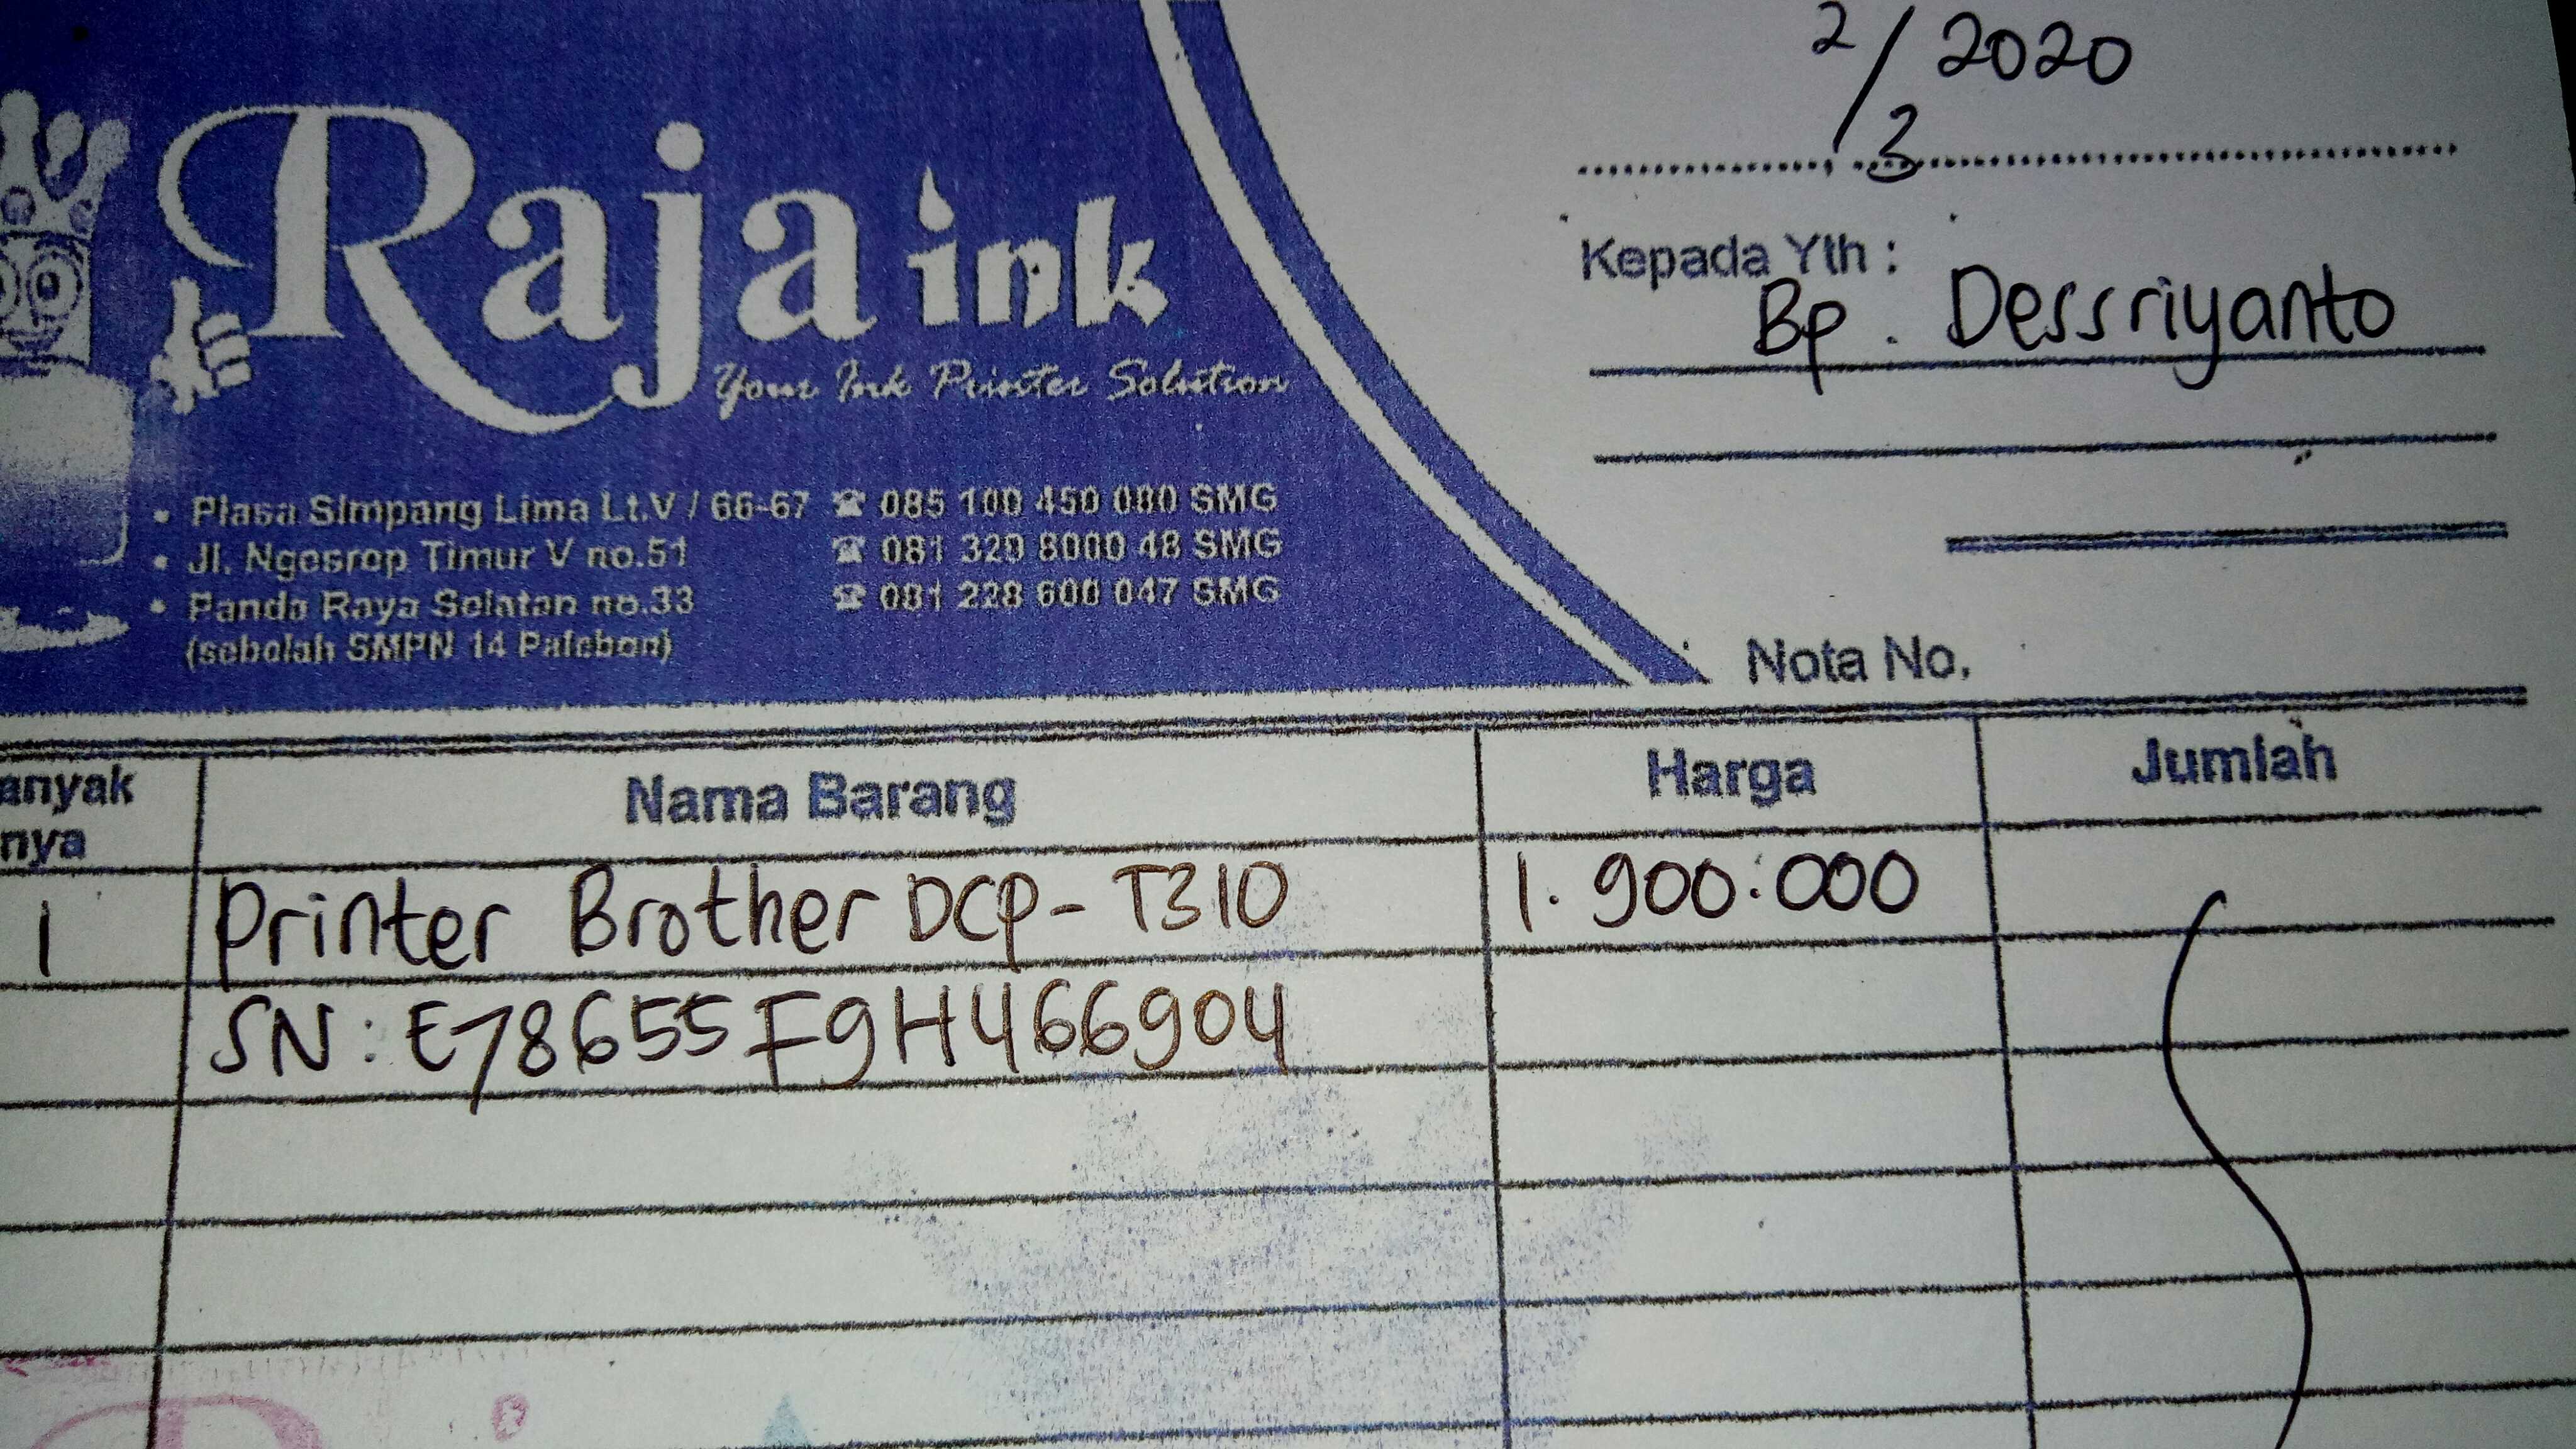 2/3 2020
Raja ink
Your Ink Printer Solution
Kepada Yth :
Bp. Dessriyanto
• Plasa Simpang Lima Lt.V / 66-67 ☎ 085 100 450 000 SMG
• Jl. Ngesrep Timur V no.51 ☎ 081 320 8000 48 SMG
• Panda Raya Selatan no.33 ☎ 081 228 600 047 SMG
(sebelah SMPN 14 Palebon)
Nota No.
anyak nya Nama Barang Harga Jumlah
1 Printer Brother DCP-T310 1.900.000
SN: E78655F9H466904